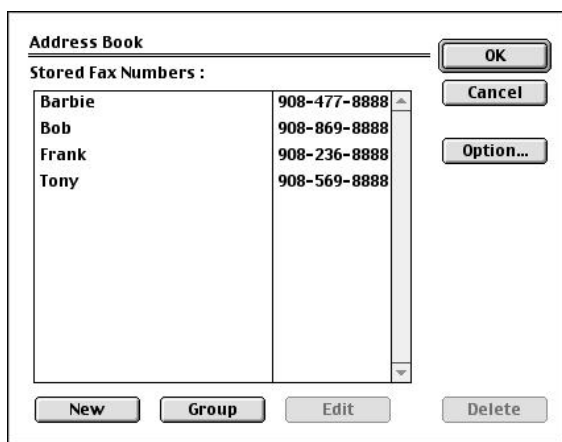 Address Book
OK
Stored Fax Numbers :
Cancel
Barbie 908-477-8888
Bob 908-869-8888
Frank 908-236-8888
Option...
Tony 908-569-8888
New Group Edit Delete